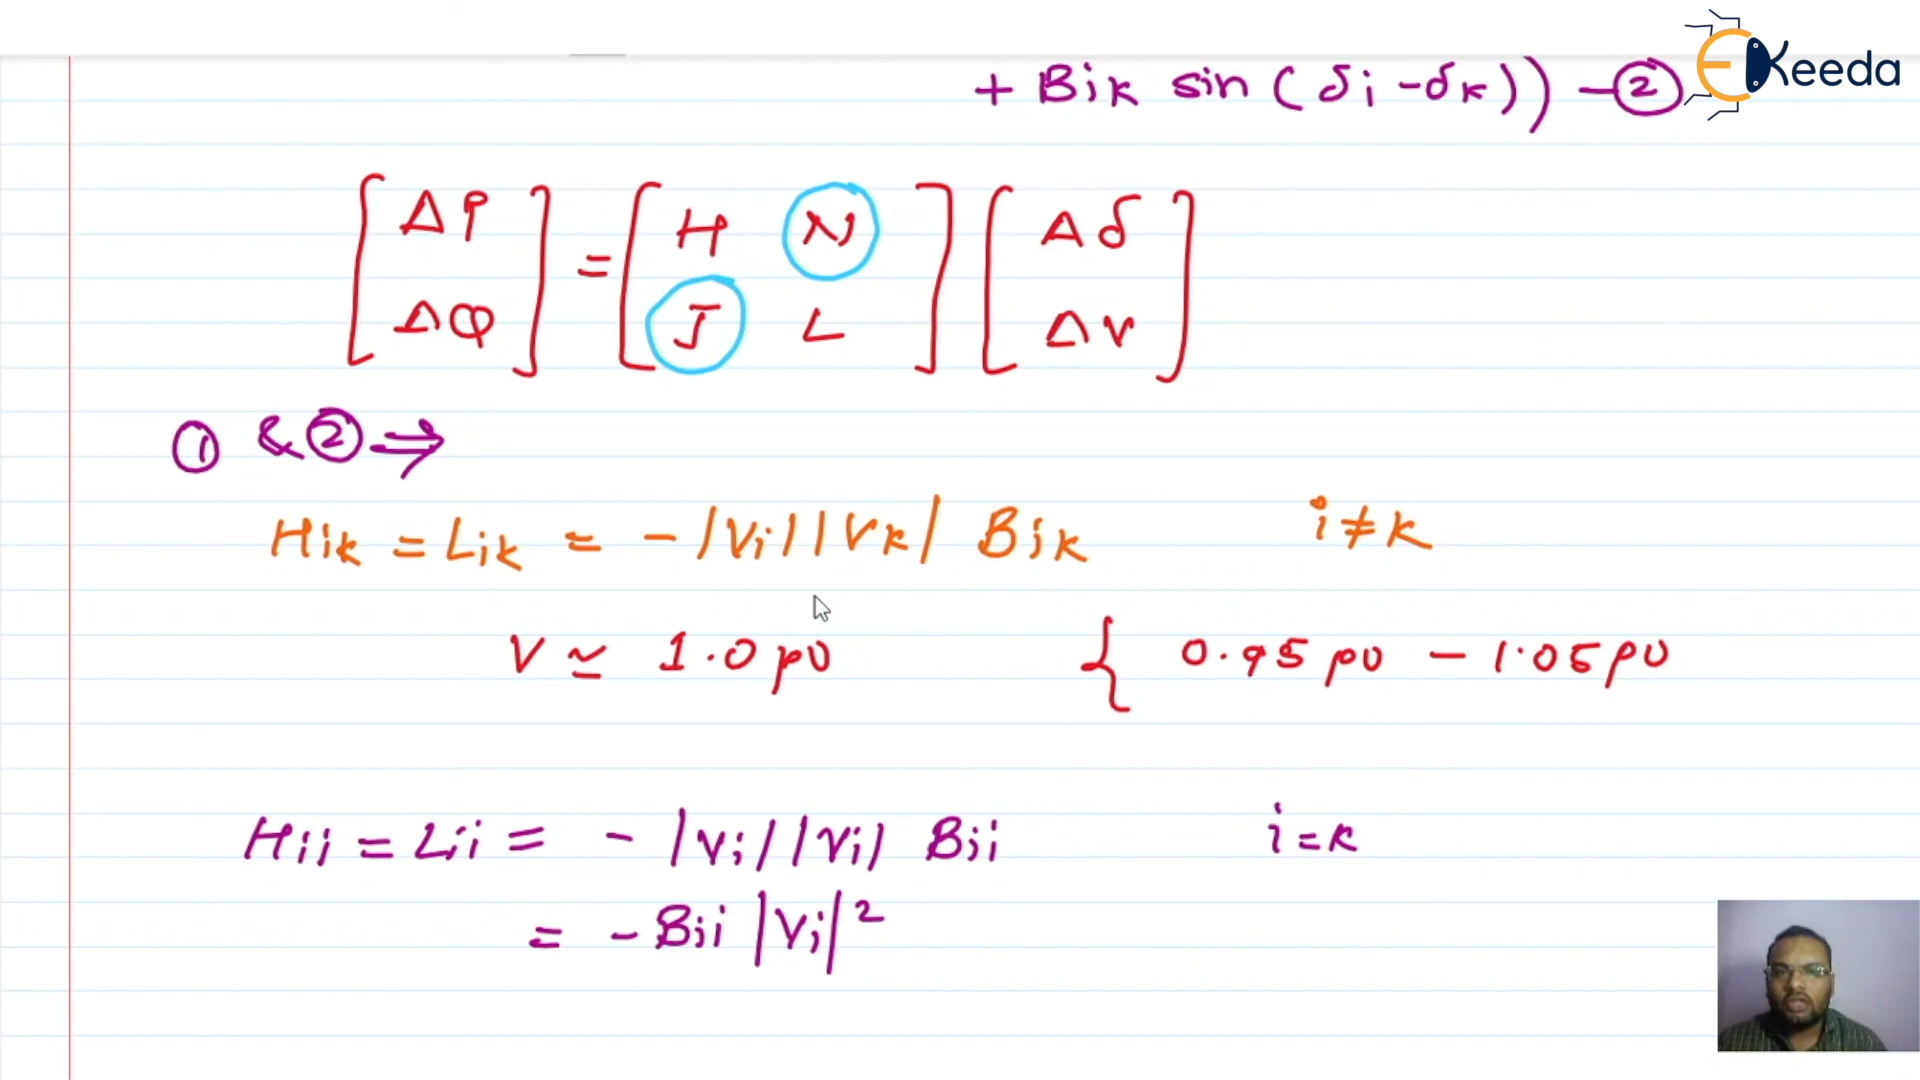 EKeeda
+ Bik sin (δi - δk)) - ②
[ΔP ΔQ] = [H N J L] [Δδ ΔV]
① & ② ⇒
Hik = Lik = - |Vi| |Vk| Bik i ≠ k
V ≃ 1.0 pu { 0.95 pu - 1.05 pu
Hii = Lii = - |Vi| |Vi| Bii i = k
= - Bii |Vi|²